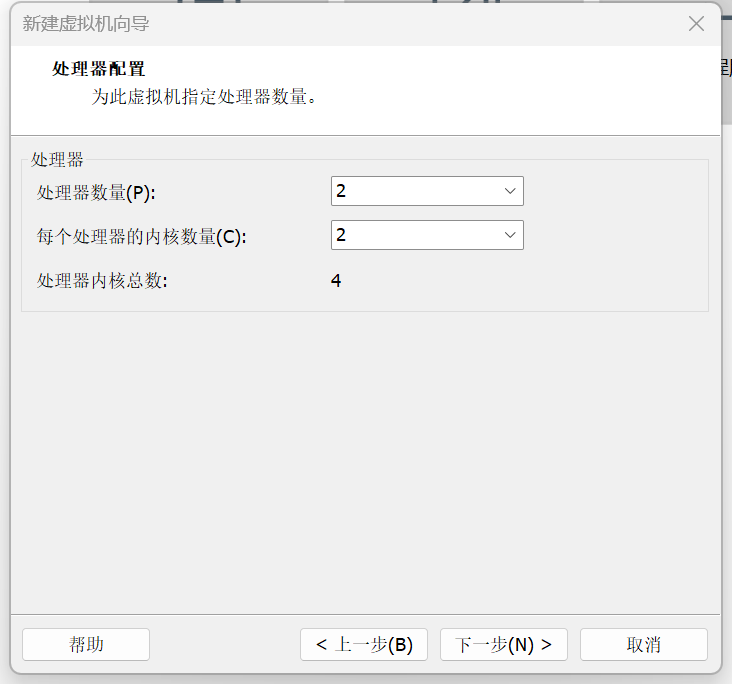 新建虚拟机向导
处理器配置
为此虚拟机指定处理器数量。
处理器
处理器数量(P): 2
每个处理器的内核数量(C): 2
处理器内核总数: 4
帮助 < 上一步(B) 下一步(N) > 取消